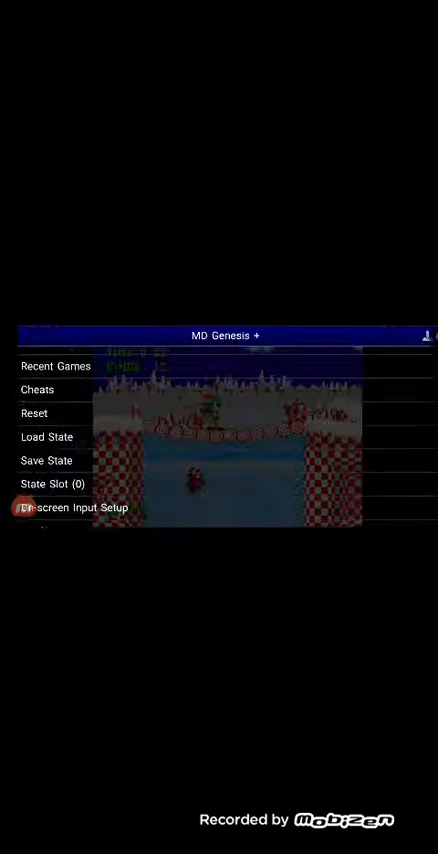 MD Genesis +
Recent Games
Cheats
Reset
Load State
Save State
State Slot (0)
On-screen Input Setup
Recorded by Mobizen